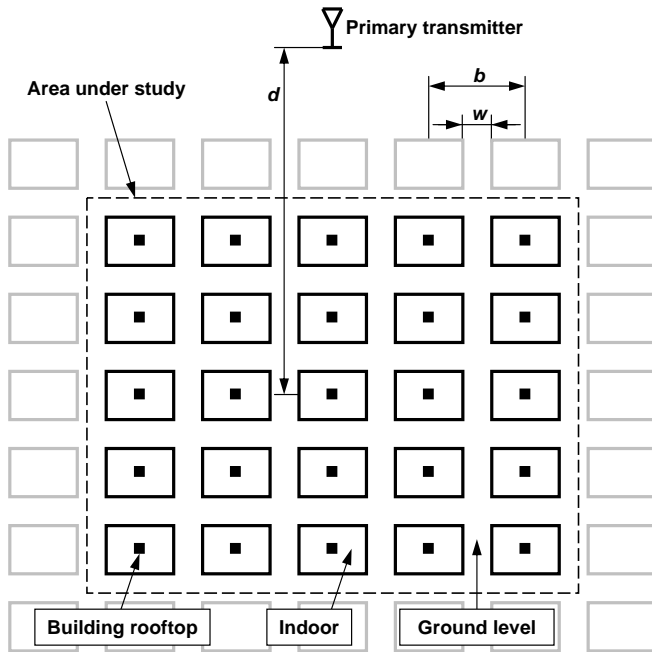 Primary transmitter
Area under study
d
b
w
Building rooftop
Indoor
Ground level